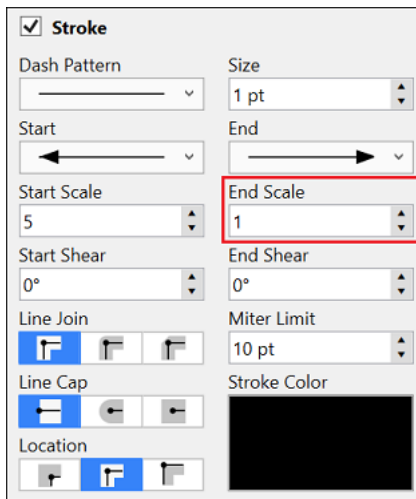 Stroke
Dash Pattern Size
1 pt
Start End
Start Scale End Scale
5 1
Start Shear End Shear
0° 0°
Line Join Miter Limit
10 pt
Line Cap Stroke Color
Location